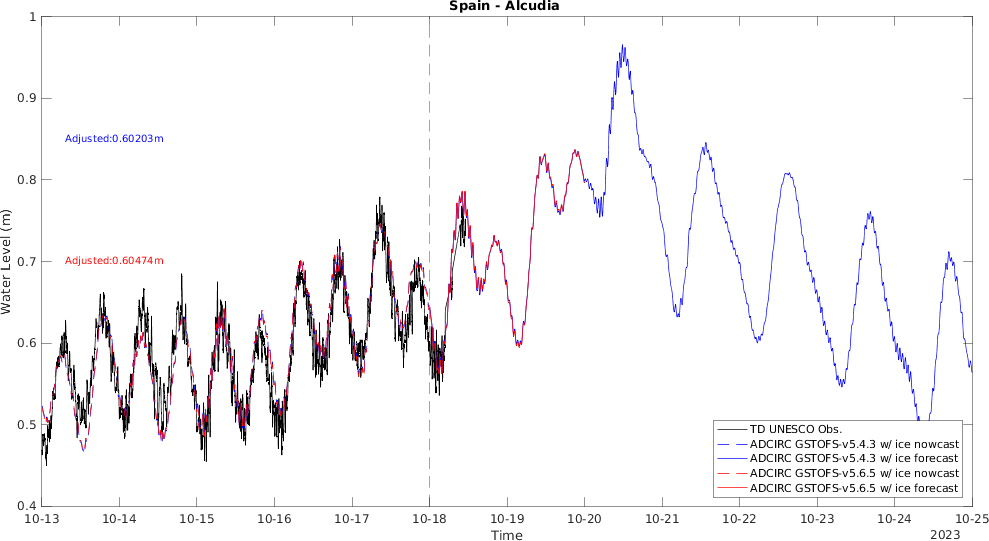 Spain - Alcudia
1
0.9
0.8
0.7
0.6
0.5
0.4
Water Level (m)
Adjusted:0.60203m
Adjusted:0.60474m
TD UNESCO Obs.
ADCIRC GSTOFS-v5.4.3 w/ ice nowcast
ADCIRC GSTOFS-v5.4.3 w/ ice forecast
ADCIRC GSTOFS-v5.6.5 w/ ice nowcast
ADCIRC GSTOFS-v5.6.5 w/ ice forecast
10-13 10-14 10-15 10-16 10-17 10-18 10-19 10-20 10-21 10-22 10-23 10-24 10-25
Time
2023